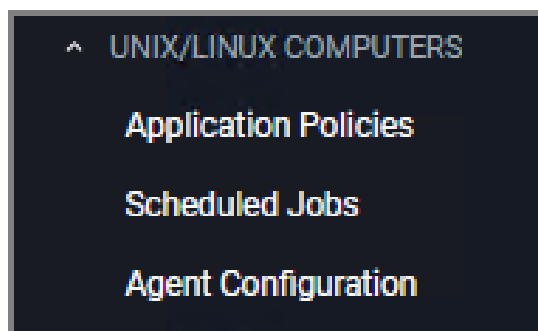 UNIX/LINUX COMPUTERS
Application Policies
Scheduled Jobs
Agent Configuration